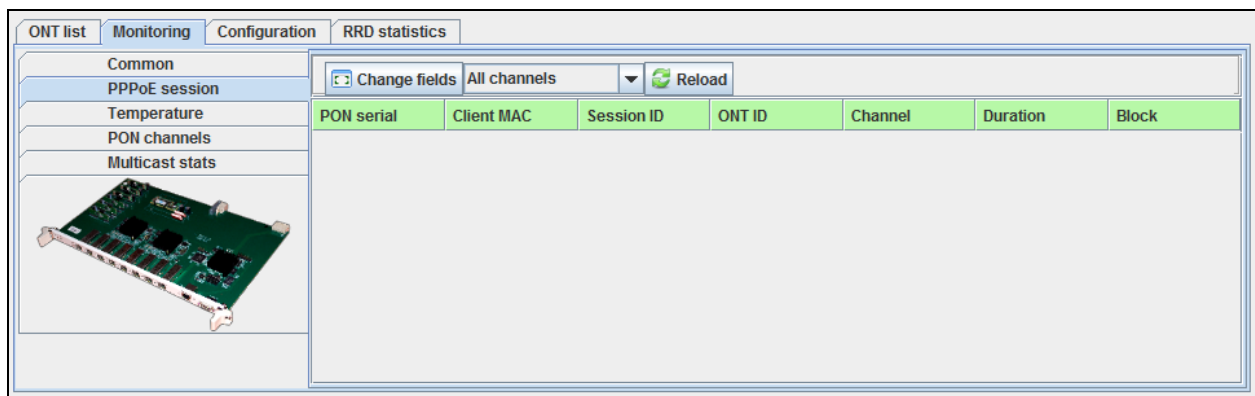 ONT list Monitoring Configuration RRD statistics
Common
PPPoE session
Temperature
PON channels
Multicast stats
Change fields All channels Reload
PON serial Client MAC Session ID ONT ID Channel Duration Block